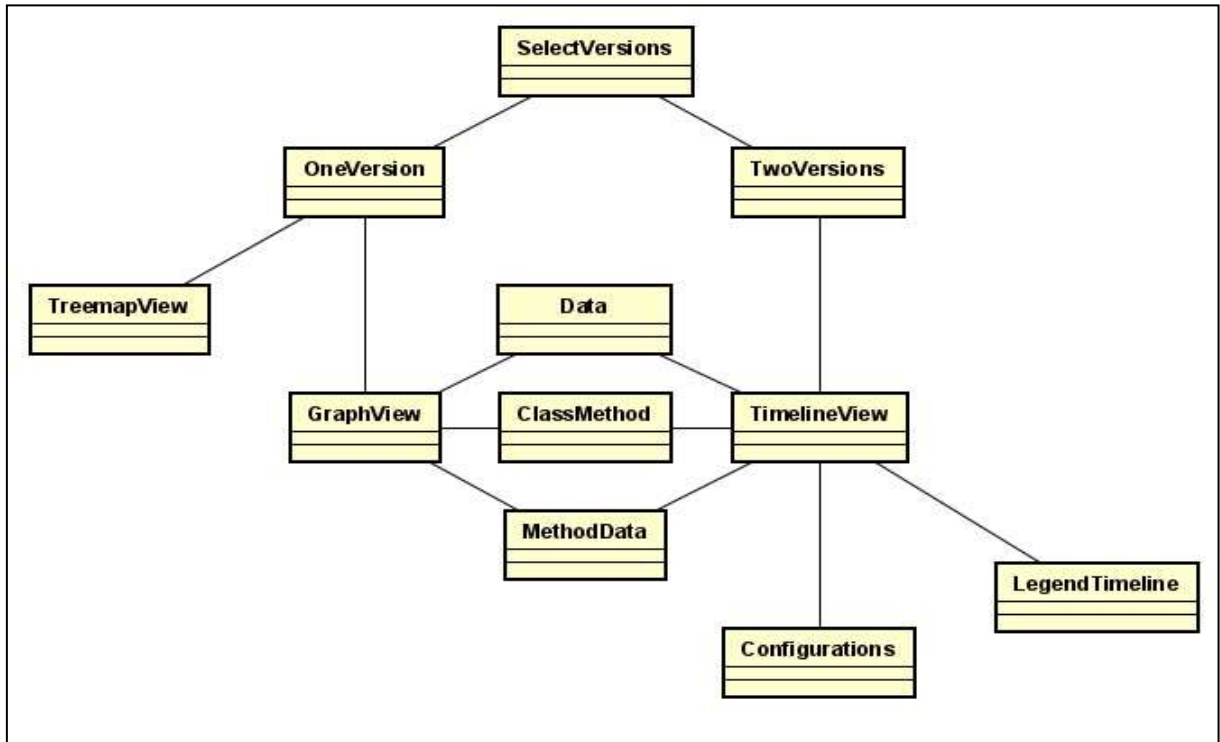 SelectVersions
OneVersion
TwoVersions
TreemapView
Data
GraphView
ClassMethod
TimelineView
MethodData
LegendTimeline
Configurations